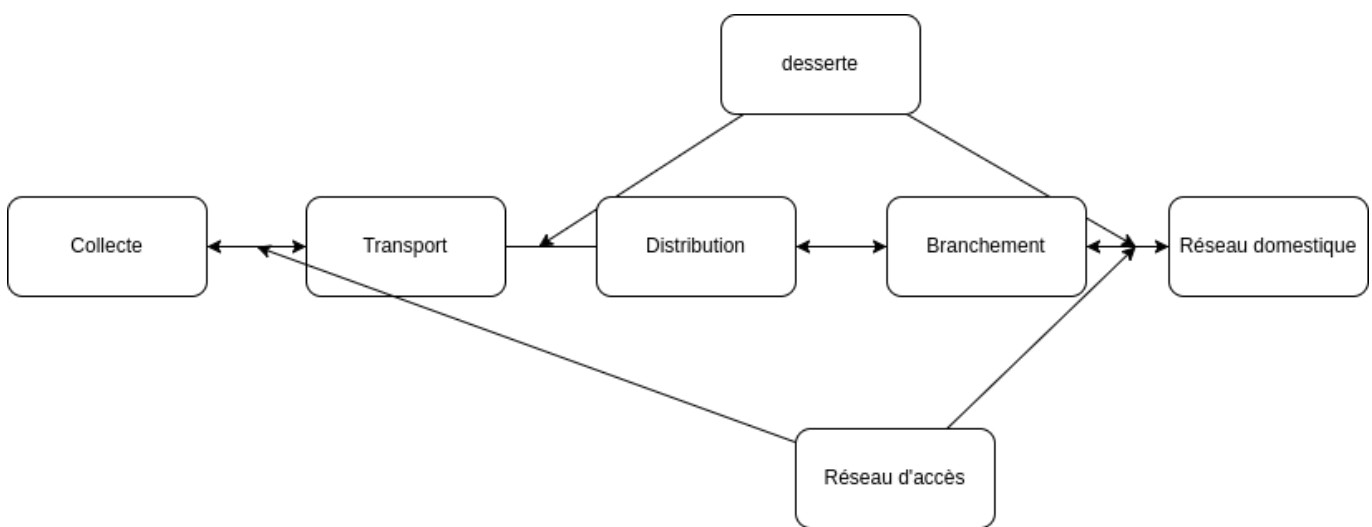 desserte
Collecte
Transport
Distribution
Branchement
Réseau domestique
Réseau d'accès